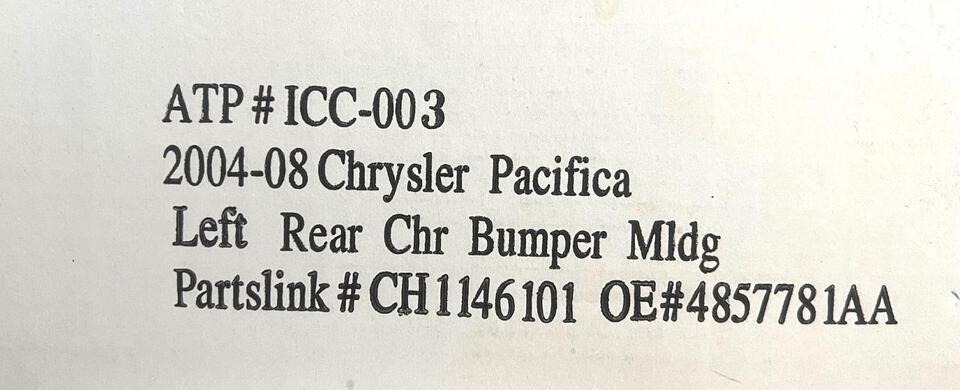 ATP # ICC-003
2004-08 Chrysler Pacifica
Left Rear Chr Bumper Mldg
Partslink # CH1146101 OE#4857781AA